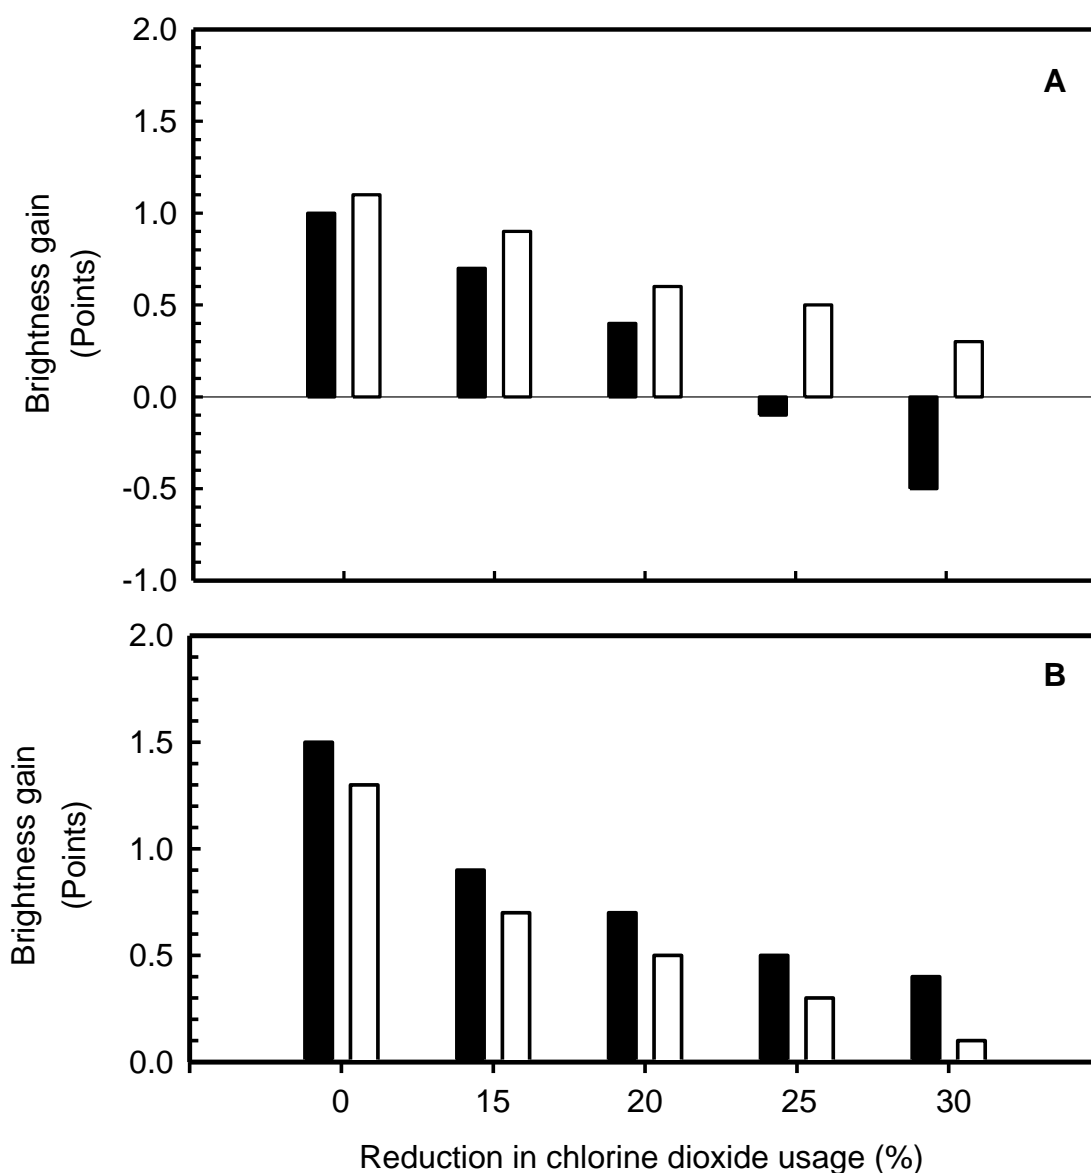 A
2.0
1.5
1.0
0.5
0.0
-0.5
-1.0
Brightness gain
(Points)
B
2.0
1.5
1.0
0.5
0.0
Brightness gain
(Points)
0 15 20 25 30
Reduction in chlorine dioxide usage (%)